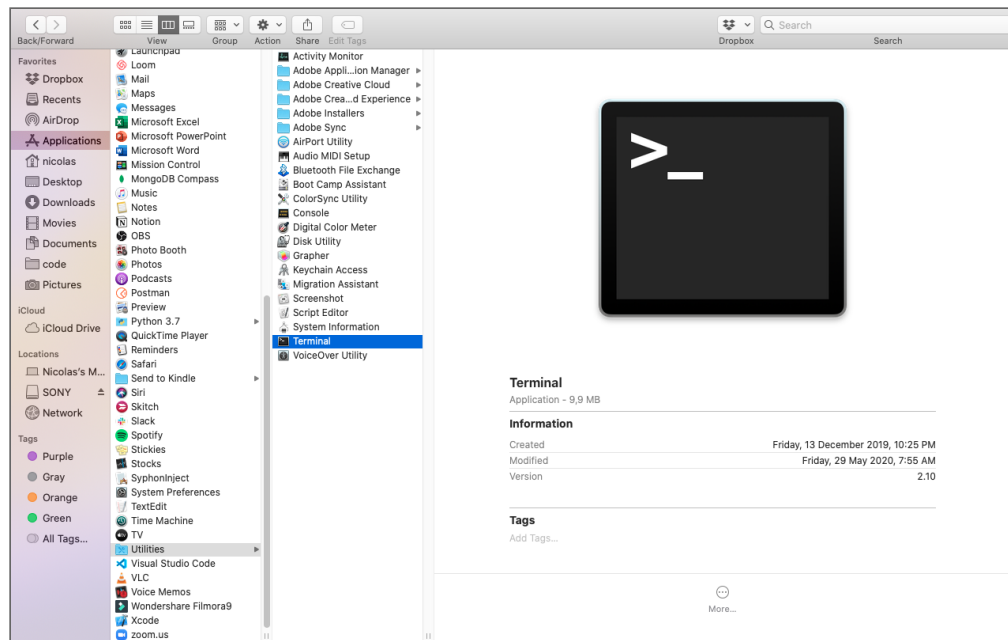 Search
Back/Forward
View
Group
Action
Share
Edit Tags
Dropbox
Search
Favorites
Dropbox
Recents
AirDrop
Applications
nicolas
Desktop
Downloads
Movies
Documents
code
Pictures
iCloud
iCloud Drive
Locations
Nicolas's M...
SONY
Network
Tags
Purple
Gray
Orange
Green
All Tags...
Launchpad
Loom
Mail
Maps
Messages
Microsoft Excel
Microsoft PowerPoint
Microsoft Word
Mission Control
MongoDB Compass
Music
Notes
Notion
OBS
Photo Booth
Photos
Podcasts
Postman
Preview
Python 3.7
QuickTime Player
Reminders
Safari
Send to Kindle
Siri
Skitch
Slack
Spotify
Stickies
Stocks
SyphonInject
System Preferences
TextEdit
Time Machine
TV
Utilities
Visual Studio Code
VLC
Voice Memos
Wondershare Filmora9
Xcode
zoom.us
Activity Monitor
Adobe Appli...ion Manager
Adobe Creative Cloud
Adobe Crea...d Experience
Adobe Installers
Adobe Sync
AirPort Utility
Audio MIDI Setup
Bluetooth File Exchange
Boot Camp Assistant
ColorSync Utility
Console
Digital Color Meter
Disk Utility
Grapher
Keychain Access
Migration Assistant
Screenshot
Script Editor
System Information
Terminal
VoiceOver Utility
>_
Terminal
Application - 9,9 MB
Information
Created Friday, 13 December 2019, 10:25 PM
Modified Friday, 29 May 2020, 7:55 AM
Version 2.10
Tags
Add Tags...
More...